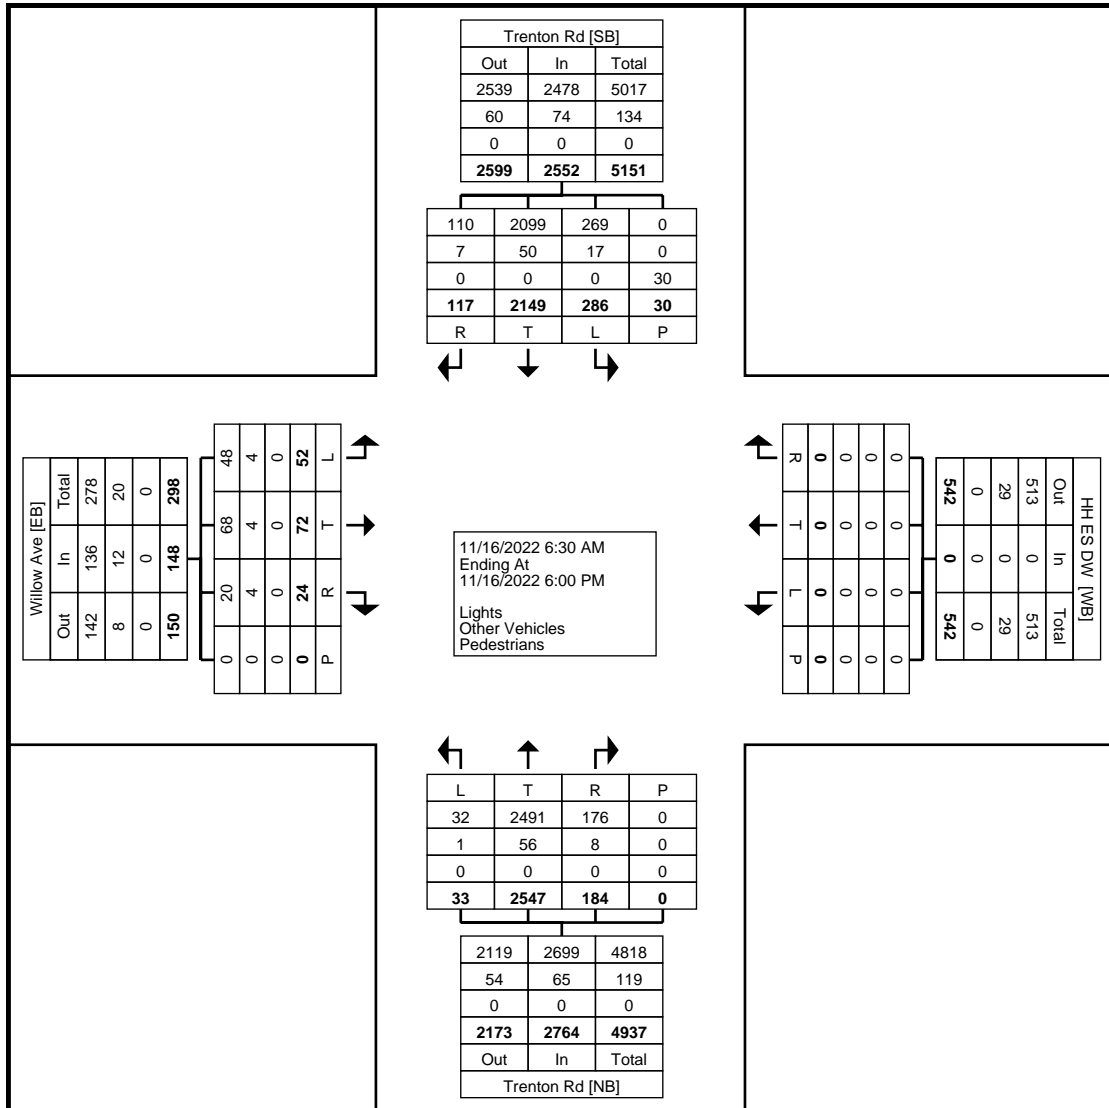 Trenton Rd [SB]
Out In Total
2539 2478 5017
60 74 134
0 0 0
2599 2552 5151
110 2099 269 0
7 50 17 0
0 0 0 30
117 2149 286 30
R T L P
Willow Ave [EB]
Total 278 20 0 298
In 136 12 0 148
Out 142 8 0 150
48 4 0 52 L
68 4 0 72 T
20 4 0 24 R
0 0 0 0 P
11/16/2022 6:30 AM
Ending At
11/16/2022 6:00 PM
Lights
Other Vehicles
Pedestrians
R 0 0 0 0
T 0 0 0 0
L 0 0 0 0
P 0 0 0 0
HH ES DW [WB]
Out In Total
513 0 513
29 0 29
0 0 0
542 0 542
L T R P
32 2491 176 0
1 56 8 0
0 0 0 0
33 2547 184 0
2119 2699 4818
54 65 119
0 0 0
2173 2764 4937
Out In Total
Trenton Rd [NB]